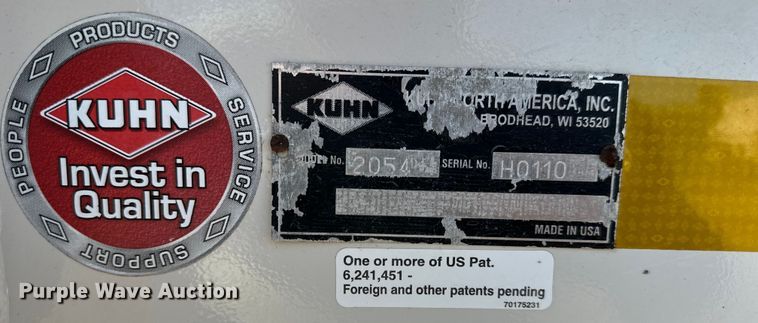 PRODUCTS
PEOPLE
SERVICE
SUPPORT
KUHN
Invest in
Quality
KUHN
NORTH AMERICA, INC.
BRODHEAD, WI 53520
No. 2054 SERIAL No. H0110
MADE IN USA
One or more of US Pat.
6,241,451 -
Foreign and other patents pending
70175231
Purple Wave Auction